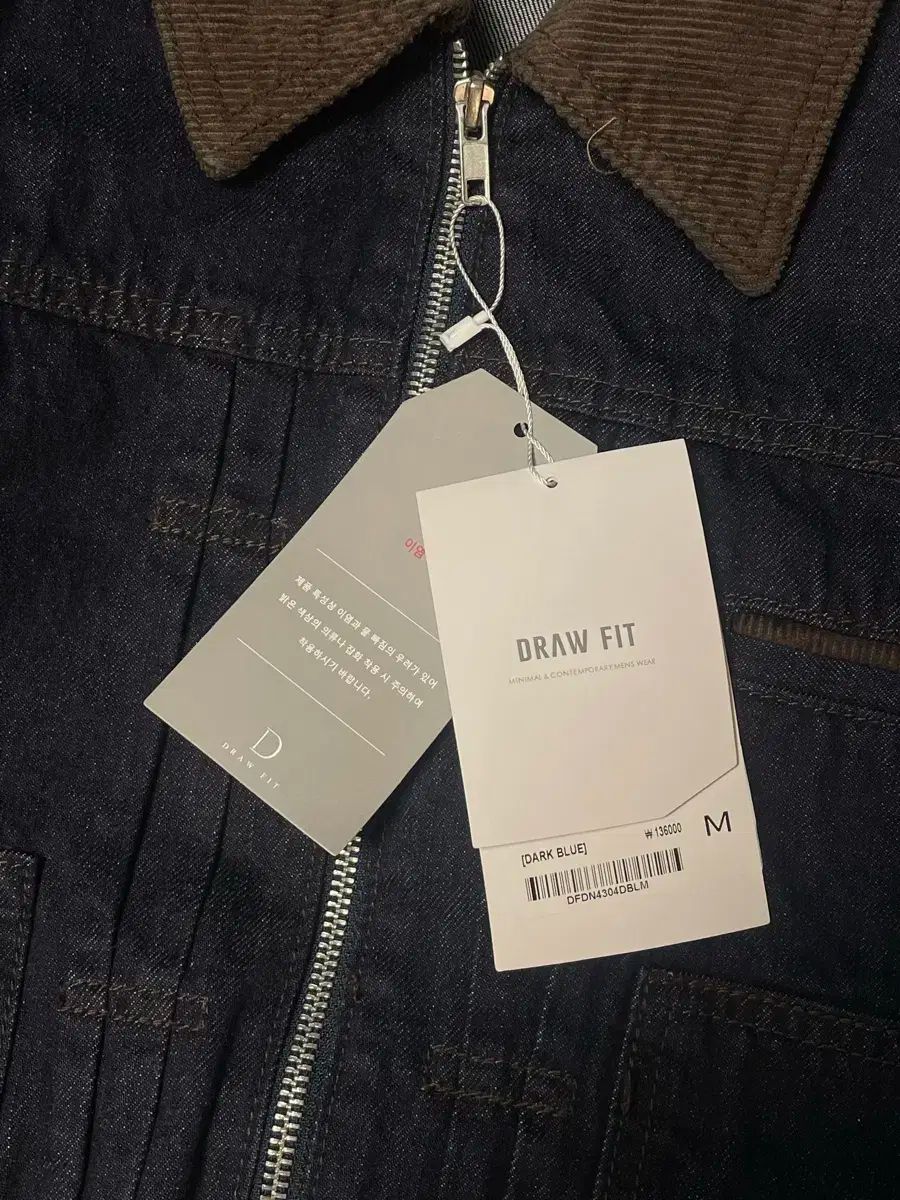 이염
제품 특성상 이염과 물 빠짐의 우려가 있어
밝은 색상의 의류나 잡화 착용 시 주의하여
착용하시기 바랍니다.
D
DRAW FIT
DRAW FIT
MINIMAL & CONTEMPORARY MENS WEAR
[DARK BLUE]
₩ 136000
M
DFDN4304DBLM